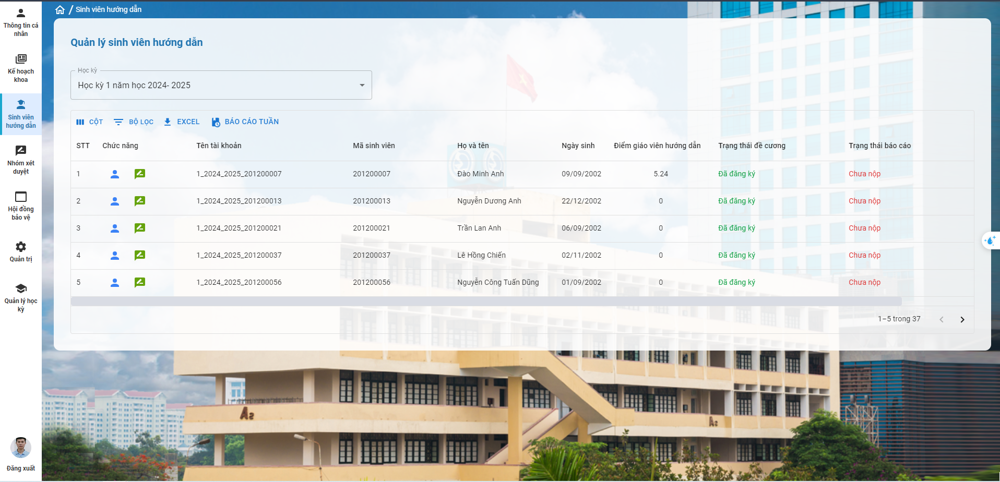 Sinh viên hướng dẫn
Thông tin cá
nhân
Kế hoạch
khoa
Sinh viên
hướng dẫn
Nhóm xét
duyệt
Hội đồng
bảo vệ
Quản trị
Quản lý học
kỳ
Đăng xuất
Quản lý sinh viên hướng dẫn
Học kỳ
Học kỳ 1 năm học 2024- 2025
CỘT BỘ LỌC EXCEL BÁO CÁO TUẦN
STT Chức năng Tên tài khoản Mã sinh viên Họ và tên Ngày sinh Điểm giáo viên hướng dẫn Trạng thái đề cương Trạng thái báo cáo
1 1_2024_2025_201200007 201200007 Đào Minh Anh 09/09/2002 5.24 Đã đăng ký Chưa nộp
2 1_2024_2025_201200013 201200013 Nguyễn Dương Anh 22/12/2002 0 Đã đăng ký Chưa nộp
3 1_2024_2025_201200021 201200021 Trần Lan Anh 06/09/2002 0 Đã đăng ký Chưa nộp
4 1_2024_2025_201200037 201200037 Lê Hồng Chiến 02/11/2002 0 Đã đăng ký Chưa nộp
5 1_2024_2025_201200056 201200056 Nguyễn Công Tuấn Dũng 01/09/2002 0 Đã đăng ký Chưa nộp
1–5 trong 37
A5
A5